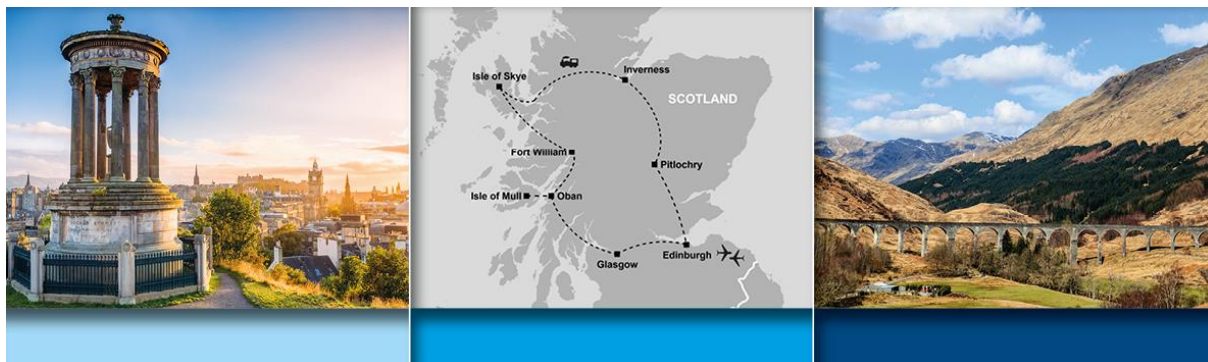 Isle of Skye
Inverness
SCOTLAND
Fort William
Pitlochry
Isle of Mull
Oban
Glasgow
Edinburgh